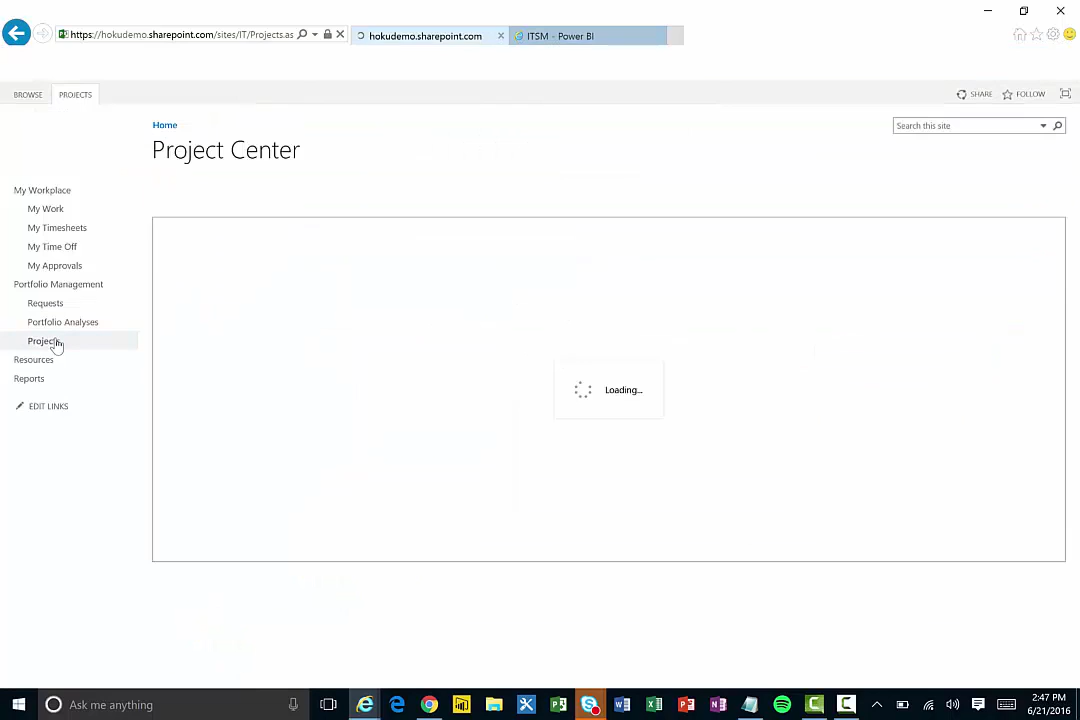 https://hokudemo.sharepoint.com/sites/IT/Projects.as
hokudemo.sharepoint.com
ITSM - Power BI
BROWSE
PROJECTS
SHARE
FOLLOW
Home
Search this site
Project Center
My Workplace
My Work
My Timesheets
My Time Off
My Approvals
Portfolio Management
Requests
Portfolio Analyses
Projects
Resources
Reports
EDIT LINKS
Loading...
Ask me anything
2:47 PM
6/21/2016